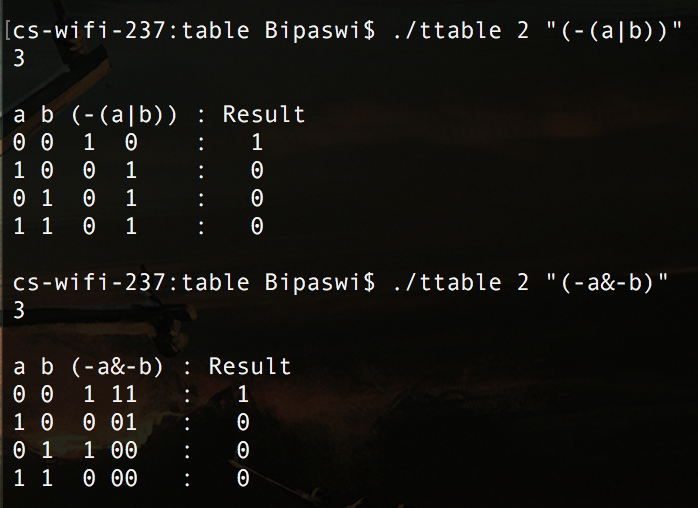 [cs-wifi-237:table Bipaswi$ ./ttable 2 "(-(a|b))"
3
a b (-(a|b)) : Result
0 0  1  0    :   1
1 0  0  1    :   0
0 1  0  1    :   0
1 1  0  1    :   0
cs-wifi-237:table Bipaswi$ ./ttable 2 "(-a&-b)"
3
a b (-a&-b) : Result
0 0  1 11   :   1
1 0  0 01   :   0
0 1  1 00   :   0
1 1  0 00   :   0